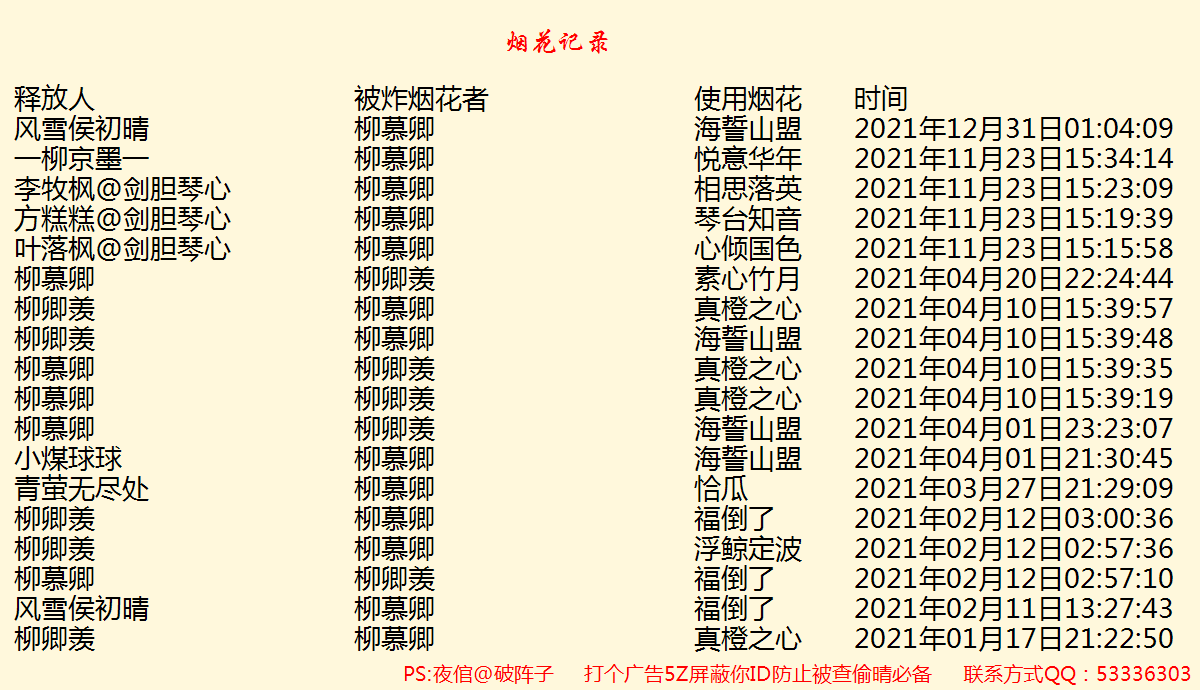 烟花记录
释放人 被炸烟花者 使用烟花 时间
风雪侯初晴 柳慕卿 海誓山盟 2021年12月31日01:04:09
一柳京墨一 柳慕卿 悦意华年 2021年11月23日15:34:14
李牧枫@剑胆琴心 柳慕卿 相思落英 2021年11月23日15:23:09
方糕糕@剑胆琴心 柳慕卿 琴台知音 2021年11月23日15:19:39
叶落枫@剑胆琴心 柳慕卿 心倾国色 2021年11月23日15:15:58
柳慕卿 柳卿羡 素心竹月 2021年04月20日22:24:44
柳卿羡 柳慕卿 真橙之心 2021年04月10日15:39:57
柳卿羡 柳慕卿 海誓山盟 2021年04月10日15:39:48
柳慕卿 柳卿羡 真橙之心 2021年04月10日15:39:35
柳慕卿 柳卿羡 真橙之心 2021年04月10日15:39:19
柳慕卿 柳卿羡 海誓山盟 2021年04月01日23:23:07
小煤球球 柳慕卿 海誓山盟 2021年04月01日21:30:45
青萤无尽处 柳慕卿 恰瓜 2021年03月27日21:29:09
柳卿羡 柳慕卿 福倒了 2021年02月12日03:00:36
柳卿羡 柳慕卿 浮鲸定波 2021年02月12日02:57:36
柳慕卿 柳卿羡 福倒了 2021年02月12日02:57:10
风雪侯初晴 柳慕卿 福倒了 2021年02月11日13:27:43
柳卿羡 柳慕卿 真橙之心 2021年01月17日21:22:50
PS:夜倌@破阵子 打个广告5Z屏蔽你ID防止被查偷晴必备 联系方式QQ：53336303